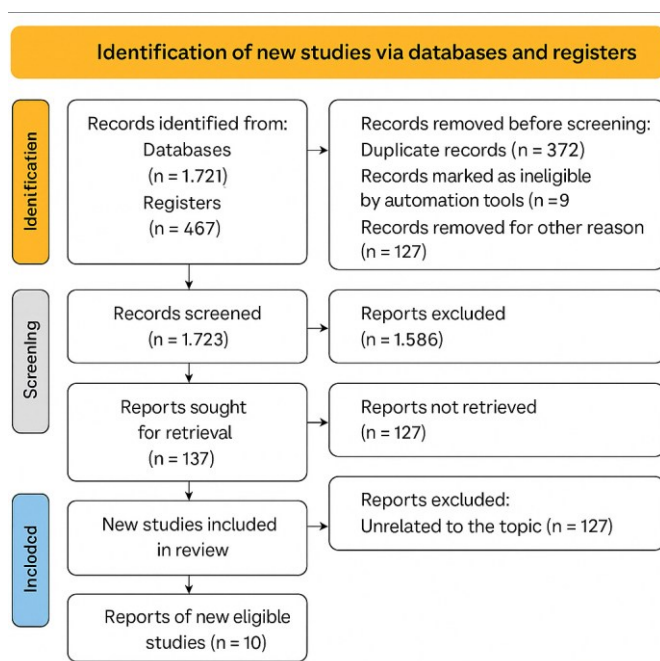 Identification of new studies via databases and registers
Identification
Records identified from:
Databases
(n = 1.721)
Registers
(n = 467)
Records removed before screening:
Duplicate records (n = 372)
Records marked as ineligible
by automation tools (n =9
Records removed for other reason
(n = 127)
Screenlng
Records screened
(n = 1.723)
Reports excluded
(n = 1.586)
Reports sought
for retrieval
(n = 137)
Reports not retrieved
(n = 127)
Inclodcd
New studies included
in review
Reports excluded:
Unrelated to the topic (n = 127)
Reports of new eligible
studies (n = 10)